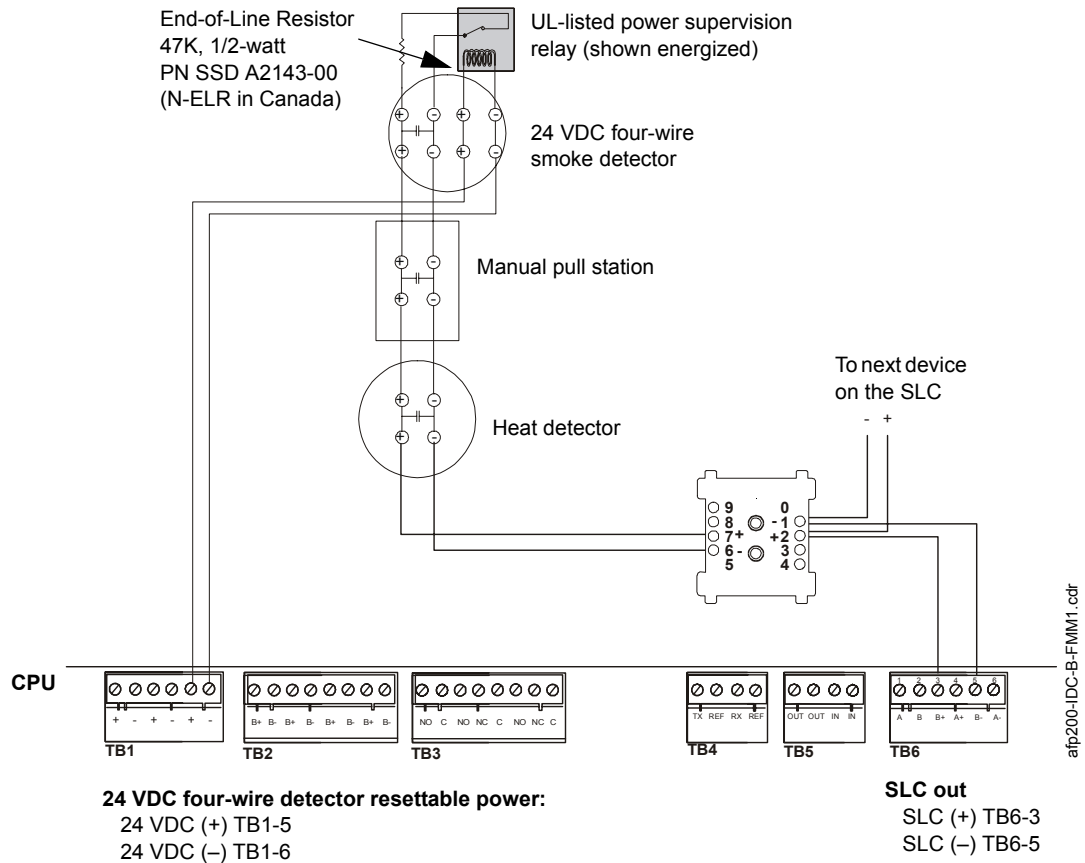 End-of-Line Resistor
47K, 1/2-watt
PN SSD A2143-00
(N-ELR in Canada)
UL-listed power supervision
relay (shown energized)
+ - + -
+ - + -
24 VDC four-wire
smoke detector
+ -
+ -
Manual pull station
+ -
+ -
Heat detector
To next device
on the SLC
- +
9 0
8 - 1
7 + + 2
6 - 3
5 4
CPU
+ - + - + -
TB1
B+ B- B+ B- B+ B- B+ B-
TB2
NO C NO NC C NO NC C
TB3
TX REF RX REF
TB4
OUT OUT IN IN
TB5
1 2 3 4 5 6
A B B+ A+ B- A-
TB6
afp200-IDC-B-FMM1.cdr
24 VDC four-wire detector resettable power:
24 VDC (+) TB1-5
24 VDC (–) TB1-6
SLC out
SLC (+) TB6-3
SLC (–) TB6-5